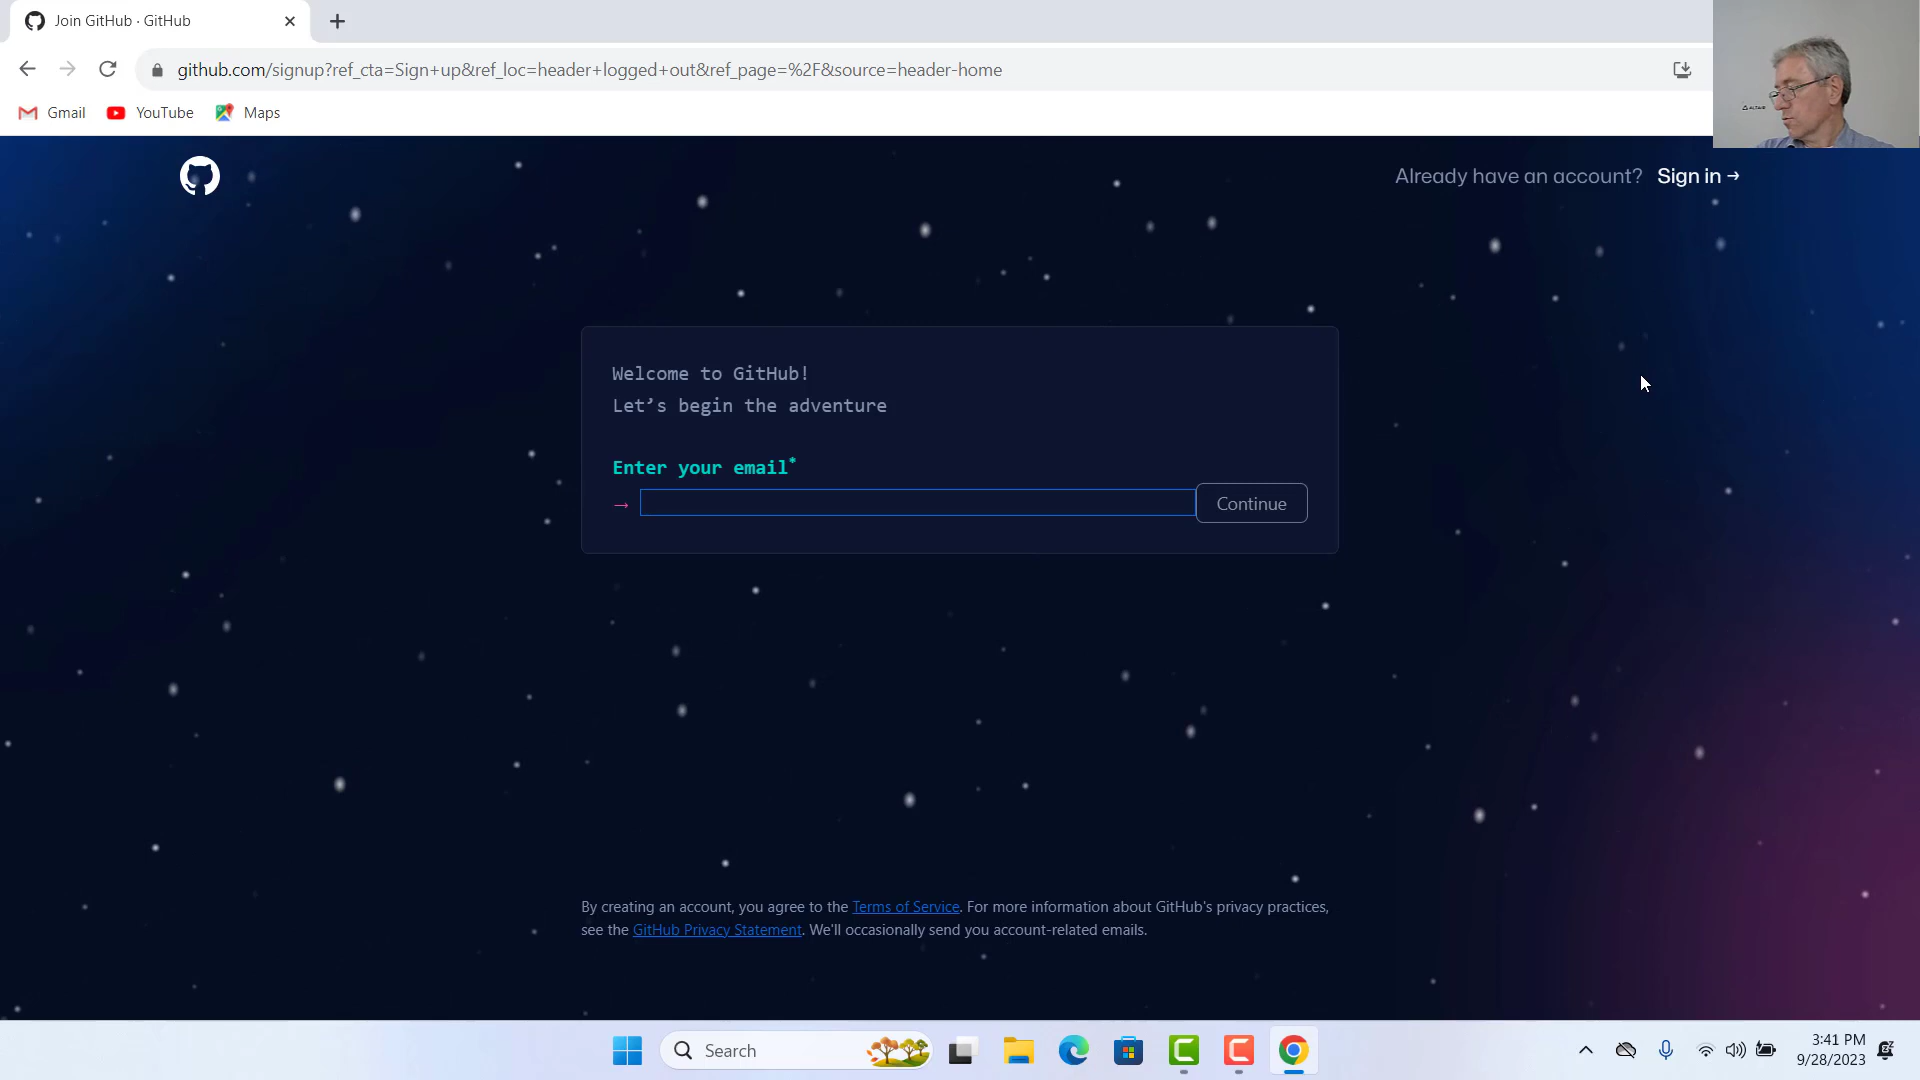 Join GitHub · GitHub
github.com/signup?ref_cta=Sign+up&ref_loc=header+logged+out&ref_page=%2F&source=header-home
Gmail
YouTube
Maps
ALTAIR
Already have an account? Sign in →
Welcome to GitHub!
Let’s begin the adventure
Enter your email*
→
Continue
By creating an account, you agree to the Terms of Service. For more information about GitHub's privacy practices,
see the GitHub Privacy Statement. We'll occasionally send you account-related emails.
Search
3:41 PM
9/28/2023